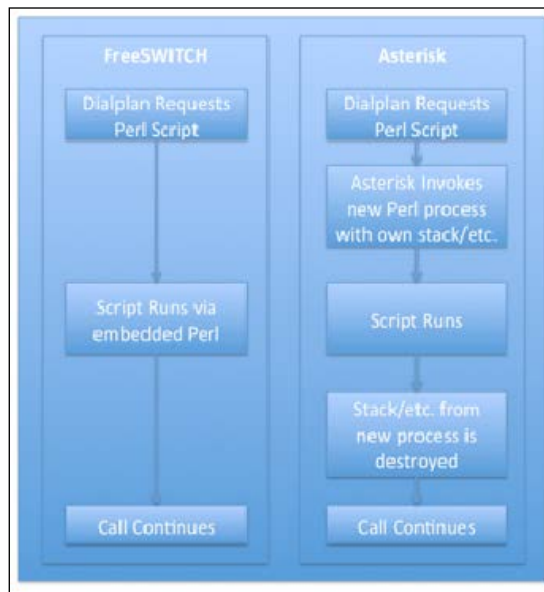 FreeSWITCH
Dialplan Requests
Perl Script
Script Runs via
embedded Perl
Call Continues
Asterisk
Dialplan Requests
Perl Script
Asterisk Invokes
new Perl process
with own stack/etc.
Script Runs
Stack/etc. from
new process is
destroyed
Call Continues